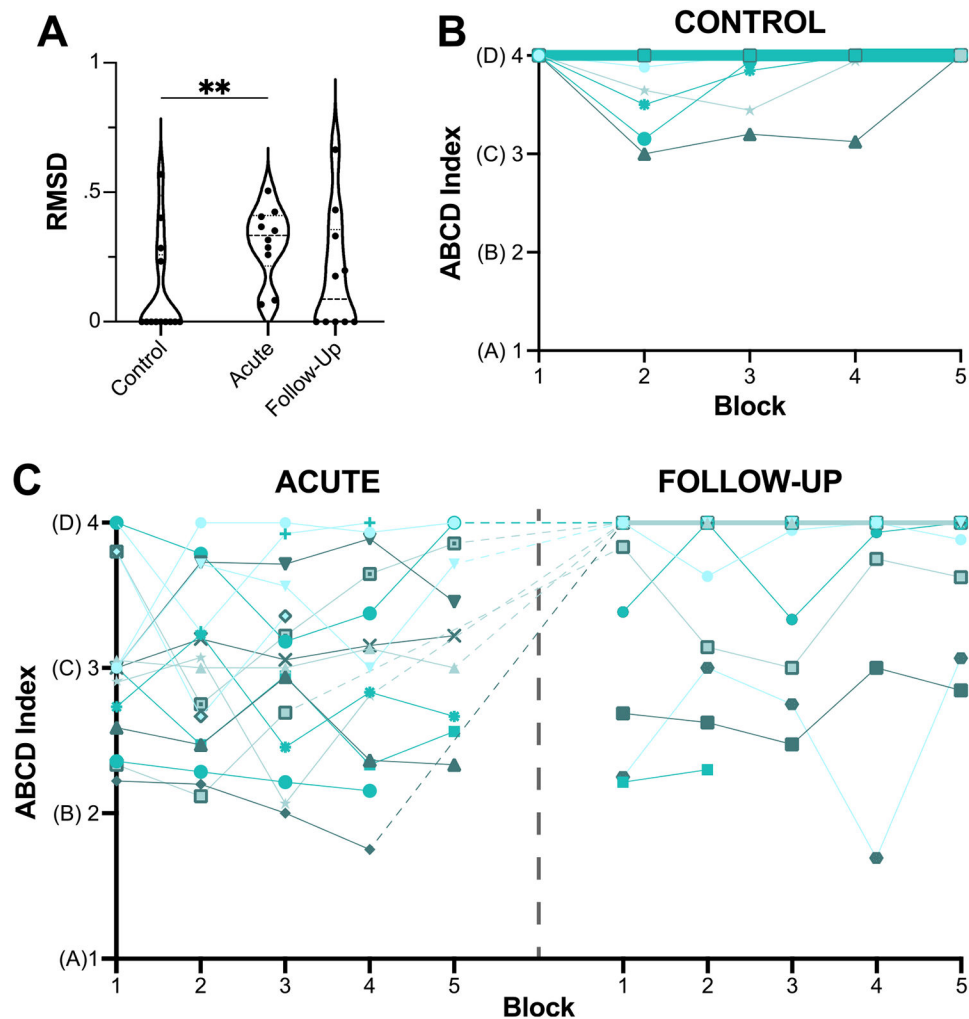 A
1
**
.5
0
RMSD
Control
Acute
Follow-Up
B
CONTROL
(D) 4
(C) 3
(B) 2
(A) 1
ABCD Index
1 2 3 4 5
Block
C
ACUTE
FOLLOW-UP
(D) 4
(C) 3
(B) 2
(A)1
ABCD Index
1 2 3 4 5 1 2 3 4 5
Block